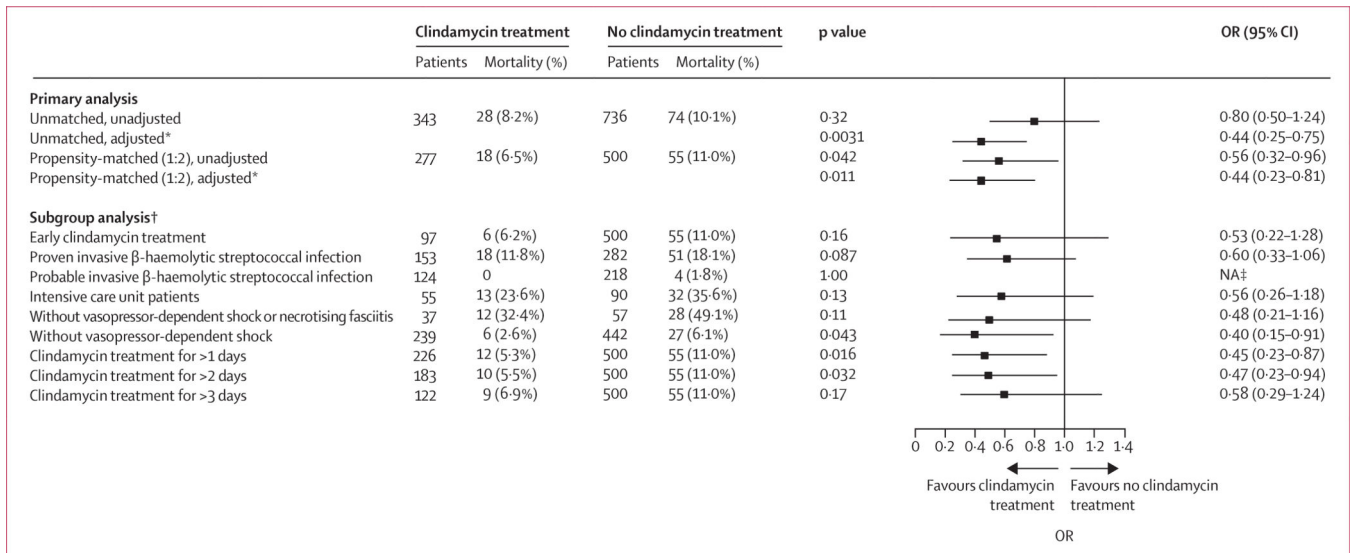 Clindamycin treatment No clindamycin treatment p value OR (95% CI)
Patients Mortality (%) Patients Mortality (%)
Primary analysis
Unmatched, unadjusted 343 28 (8·2%) 736 74 (10·1%) 0·32 0·80 (0·50–1·24)
Unmatched, adjusted* 0·0031 0·44 (0·25–0·75)
Propensity-matched (1:2), unadjusted 277 18 (6·5%) 500 55 (11·0%) 0·042 0·56 (0·32–0·96)
Propensity-matched (1:2), adjusted* 0·011 0·44 (0·23–0·81)
Subgroup analysis†
Early clindamycin treatment 97 6 (6·2%) 500 55 (11·0%) 0·16 0·53 (0·22–1·28)
Proven invasive β-haemolytic streptococcal infection 153 18 (11·8%) 282 51 (18·1%) 0·087 0·60 (0·33–1·06)
Probable invasive β-haemolytic streptococcal infection 124 0 218 4 (1·8%) 1·00 NA‡
Intensive care unit patients 55 13 (23·6%) 90 32 (35·6%) 0·13 0·56 (0·26–1·18)
Without vasopressor-dependent shock or necrotising fasciitis 37 12 (32·4%) 57 28 (49·1%) 0·11 0·48 (0·21–1·16)
Without vasopressor-dependent shock 239 6 (2·6%) 442 27 (6·1%) 0·043 0·40 (0·15–0·91)
Clindamycin treatment for >1 days 226 12 (5·3%) 500 55 (11·0%) 0·016 0·45 (0·23–0·87)
Clindamycin treatment for >2 days 183 10 (5·5%) 500 55 (11·0%) 0·032 0·47 (0·23–0·94)
Clindamycin treatment for >3 days 122 9 (6·9%) 500 55 (11·0%) 0·17 0·58 (0·29–1·24)
0 0·2 0·4 0·6 0·8 1·0 1·2 1·4
Favours clindamycin Favours no clindamycin
treatment treatment
OR